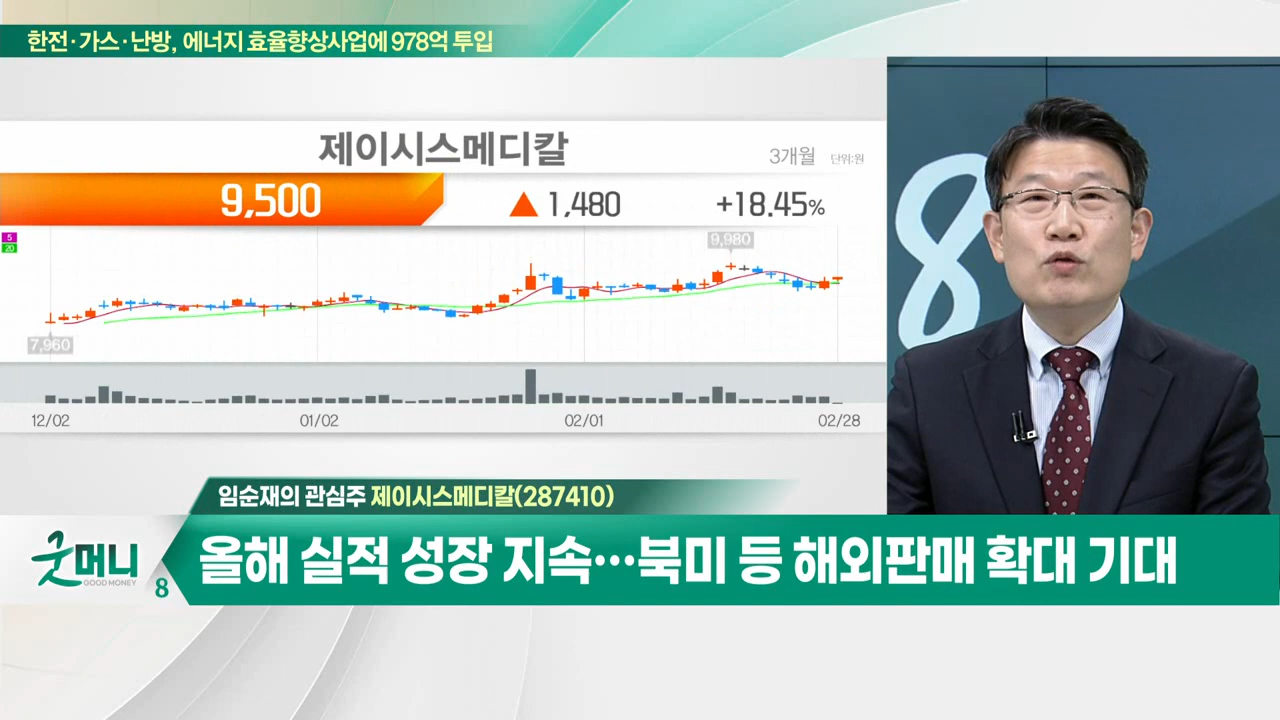 한전·가스·난방, 에너지 효율향상사업에 978억 투입
제이시스메디칼
3개월 단위:원
9,500 ▲ 1,480 +18.45%
5
20
9,980
7,960
12/02 01/02 02/01 02/28
8
임순재의 관심주 제이시스메디칼(287410)
굿머니
GOOD MONEY
8
올해 실적 성장 지속…북미 등 해외판매 확대 기대